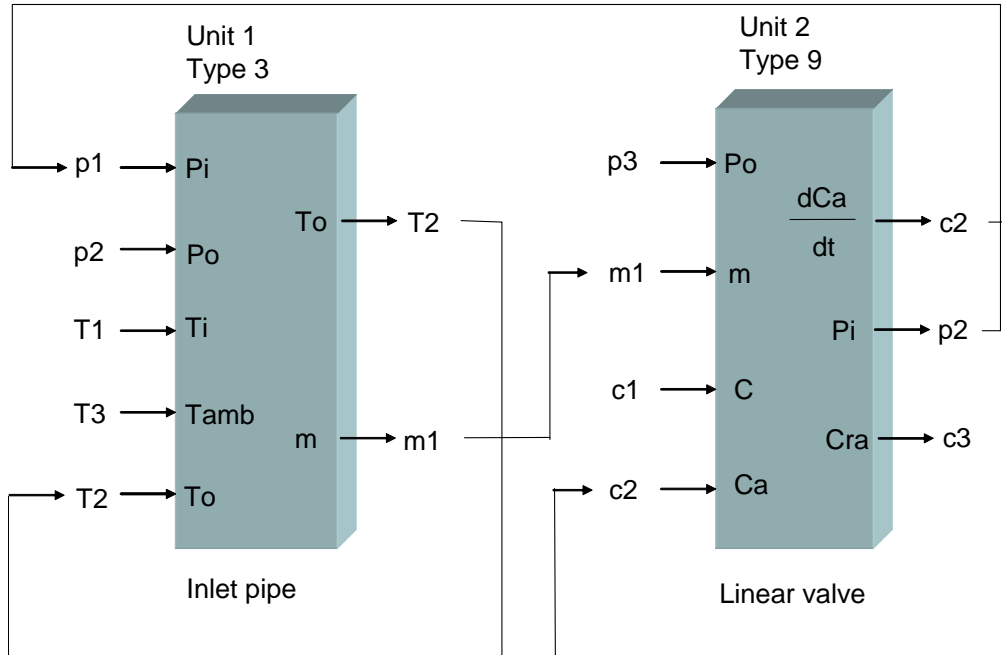 Unit 1
Type 3
p1
Pi
p2
Po
T1
Ti
T3
Tamb
T2
To
To
T2
m
m1
Inlet pipe
Unit 2
Type 9
p3
Po
m1
m
c1
C
c2
Ca
dCa
dt
c2
Pi
p2
Cra
c3
Linear valve